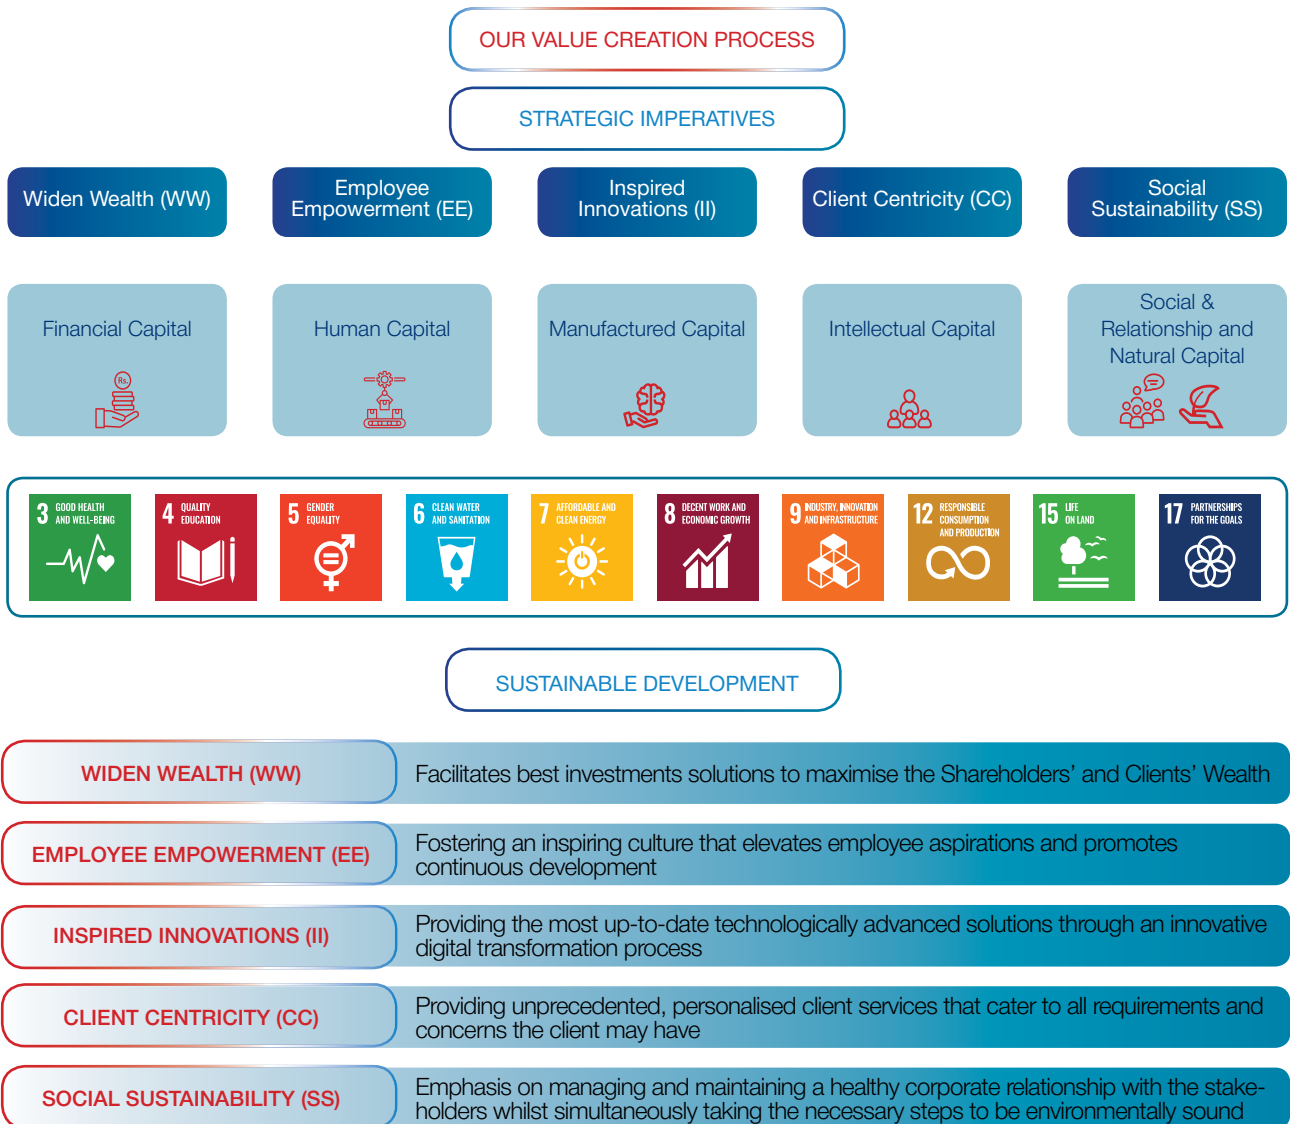 OUR VALUE CREATION PROCESS
STRATEGIC IMPERATIVES
Widen Wealth (WW)
Employee
Empowerment (EE)
Inspired
Innovations (II)
Client Centricity (CC)
Social
Sustainability (SS)
Financial Capital
Rs.
Human Capital
Manufactured Capital
Intellectual Capital
Social &
Relationship and
Natural Capital
3 GOOD HEALTH
AND WELL-BEING
4 QUALITY
EDUCATION
5 GENDER
EQUALITY
6 CLEAN WATER
AND SANITATION
7 AFFORDABLE AND
CLEAN ENERGY
8 DECENT WORK AND
ECONOMIC GROWTH
9 INDUSTRY, INNOVATION
AND INFRASTRUCTURE
12 RESPONSIBLE
CONSUMPTION
AND PRODUCTION
15 LIFE
ON LAND
17 PARTNERSHIPS
FOR THE GOALS
SUSTAINABLE DEVELOPMENT
WIDEN WEALTH (WW)
Facilitates best investments solutions to maximise the Shareholders' and Clients' Wealth
EMPLOYEE EMPOWERMENT (EE)
Fostering an inspiring culture that elevates employee aspirations and promotes
continuous development
INSPIRED INNOVATIONS (II)
Providing the most up-to-date technologically advanced solutions through an innovative
digital transformation process
CLIENT CENTRICITY (CC)
Providing unprecedented, personalised client services that cater to all requirements and
concerns the client may have
SOCIAL SUSTAINABILITY (SS)
Emphasis on managing and maintaining a healthy corporate relationship with the stake-
holders whilst simultaneously taking the necessary steps to be environmentally sound